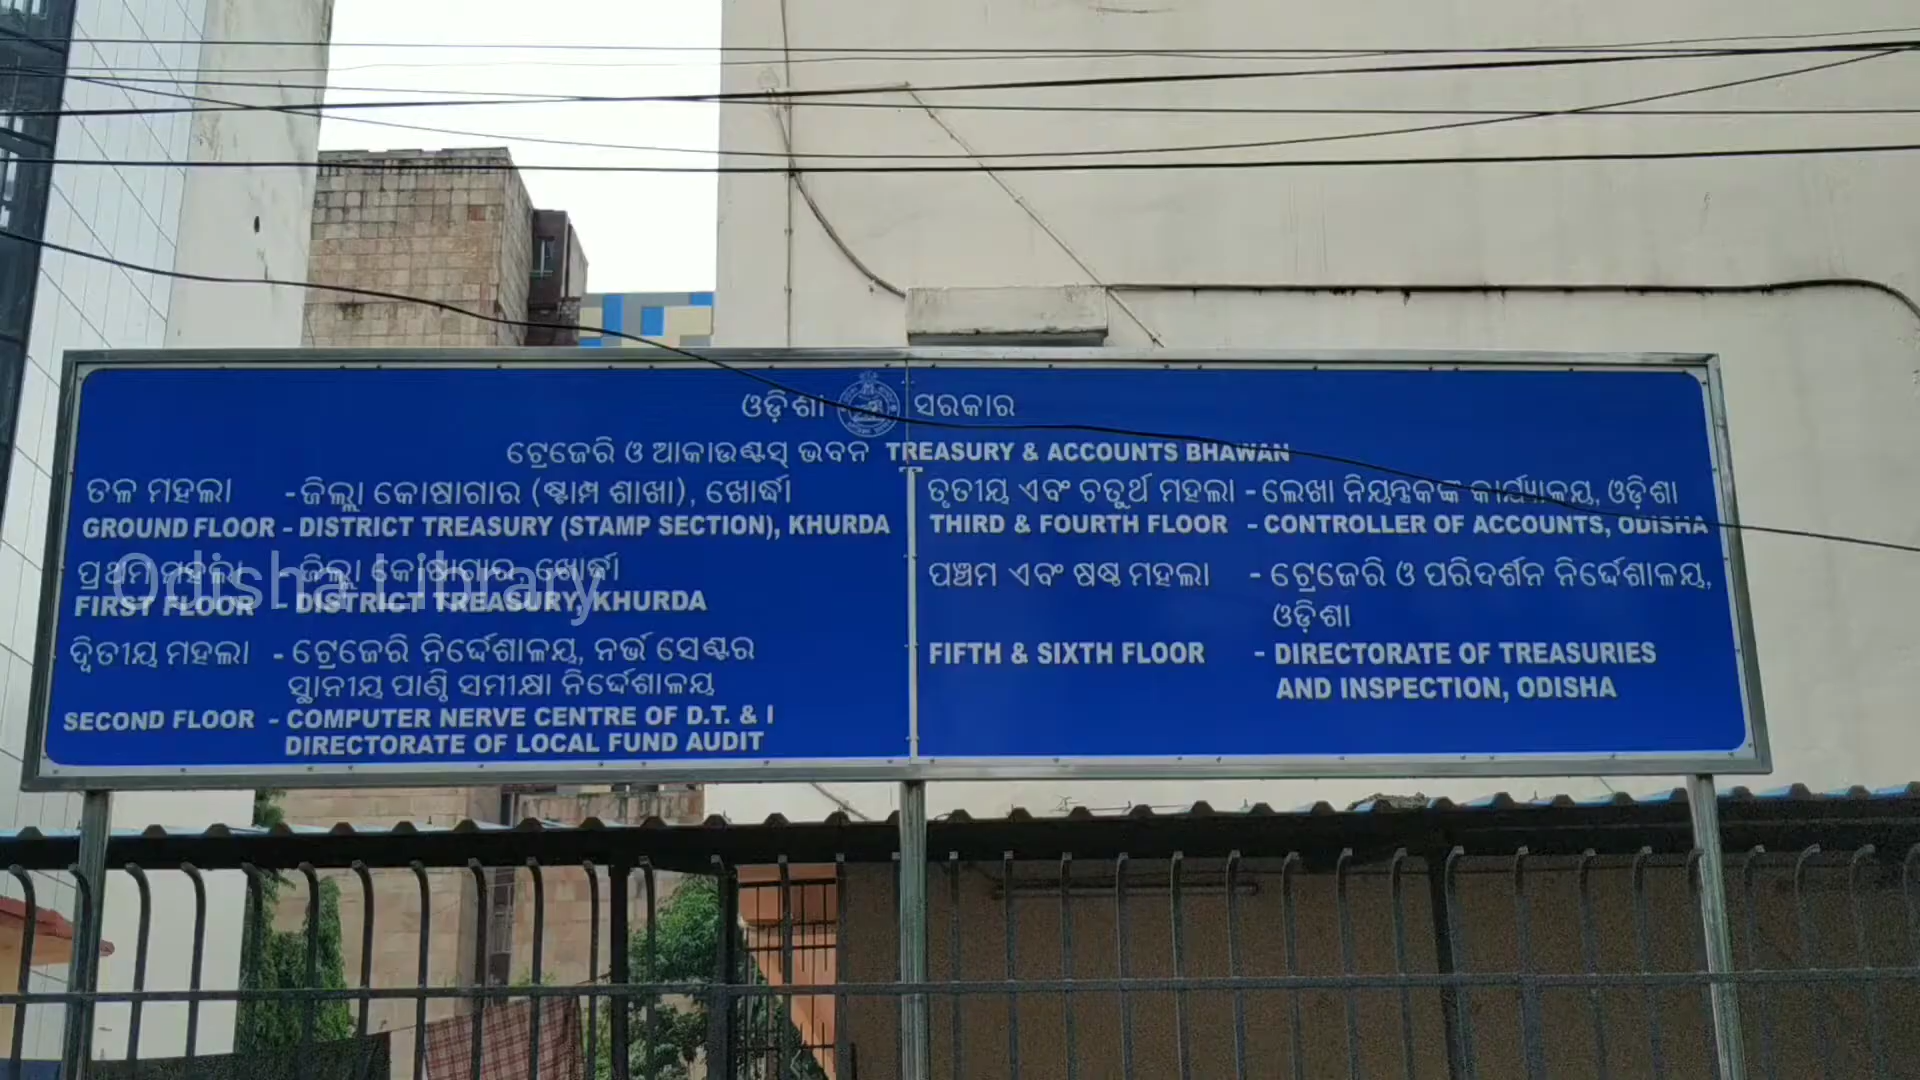 ଓଡ଼ିଶା ସରକାର
ଟ୍ରେଜେରି ଓ ଆକାଉଣ୍ଟସ୍ ଭବନ TREASURY & ACCOUNTS BHAWAN
ତଳ ମହଲା - ଜିଲ୍ଲା କୋଷାଗାର (ଷ୍ଟାମ୍ପ ଶାଖା), ଖୋର୍ଦ୍ଧା
GROUND FLOOR - DISTRICT TREASURY (STAMP SECTION), KHURDA
ପ୍ରଥମ ମହଲା - ଜିଲ୍ଲା କୋଷାଗାର, ଖୋର୍ଦ୍ଧା
FIRST FLOOR - DISTRICT TREASURY, KHURDA
ଦ୍ଵିତୀୟ ମହଲା - ଟ୍ରେଜେରି ନିର୍ଦ୍ଦେଶାଳୟ, ନର୍ଭ ସେଣ୍ଟର
ସ୍ଥାନୀୟ ପାଣ୍ଠି ସମୀକ୍ଷା ନିର୍ଦ୍ଦେଶାଳୟ
SECOND FLOOR - COMPUTER NERVE CENTRE OF D.T. & I
DIRECTORATE OF LOCAL FUND AUDIT
ତୃତୀୟ ଏବଂ ଚତୁର୍ଥ ମହଲା - ଲେଖା ନିୟନ୍ତ୍ରକଙ୍କ କାର୍ଯ୍ୟାଳୟ, ଓଡ଼ିଶା
THIRD & FOURTH FLOOR - CONTROLLER OF ACCOUNTS, ODISHA
ପଞ୍ଚମ ଏବଂ ଷଷ୍ଠ ମହଲା - ଟ୍ରେଜେରି ଓ ପରିଦର୍ଶନ ନିର୍ଦ୍ଦେଶାଳୟ,
ଓଡ଼ିଶା
FIFTH & SIXTH FLOOR - DIRECTORATE OF TREASURIES
AND INSPECTION, ODISHA
Odisha Library